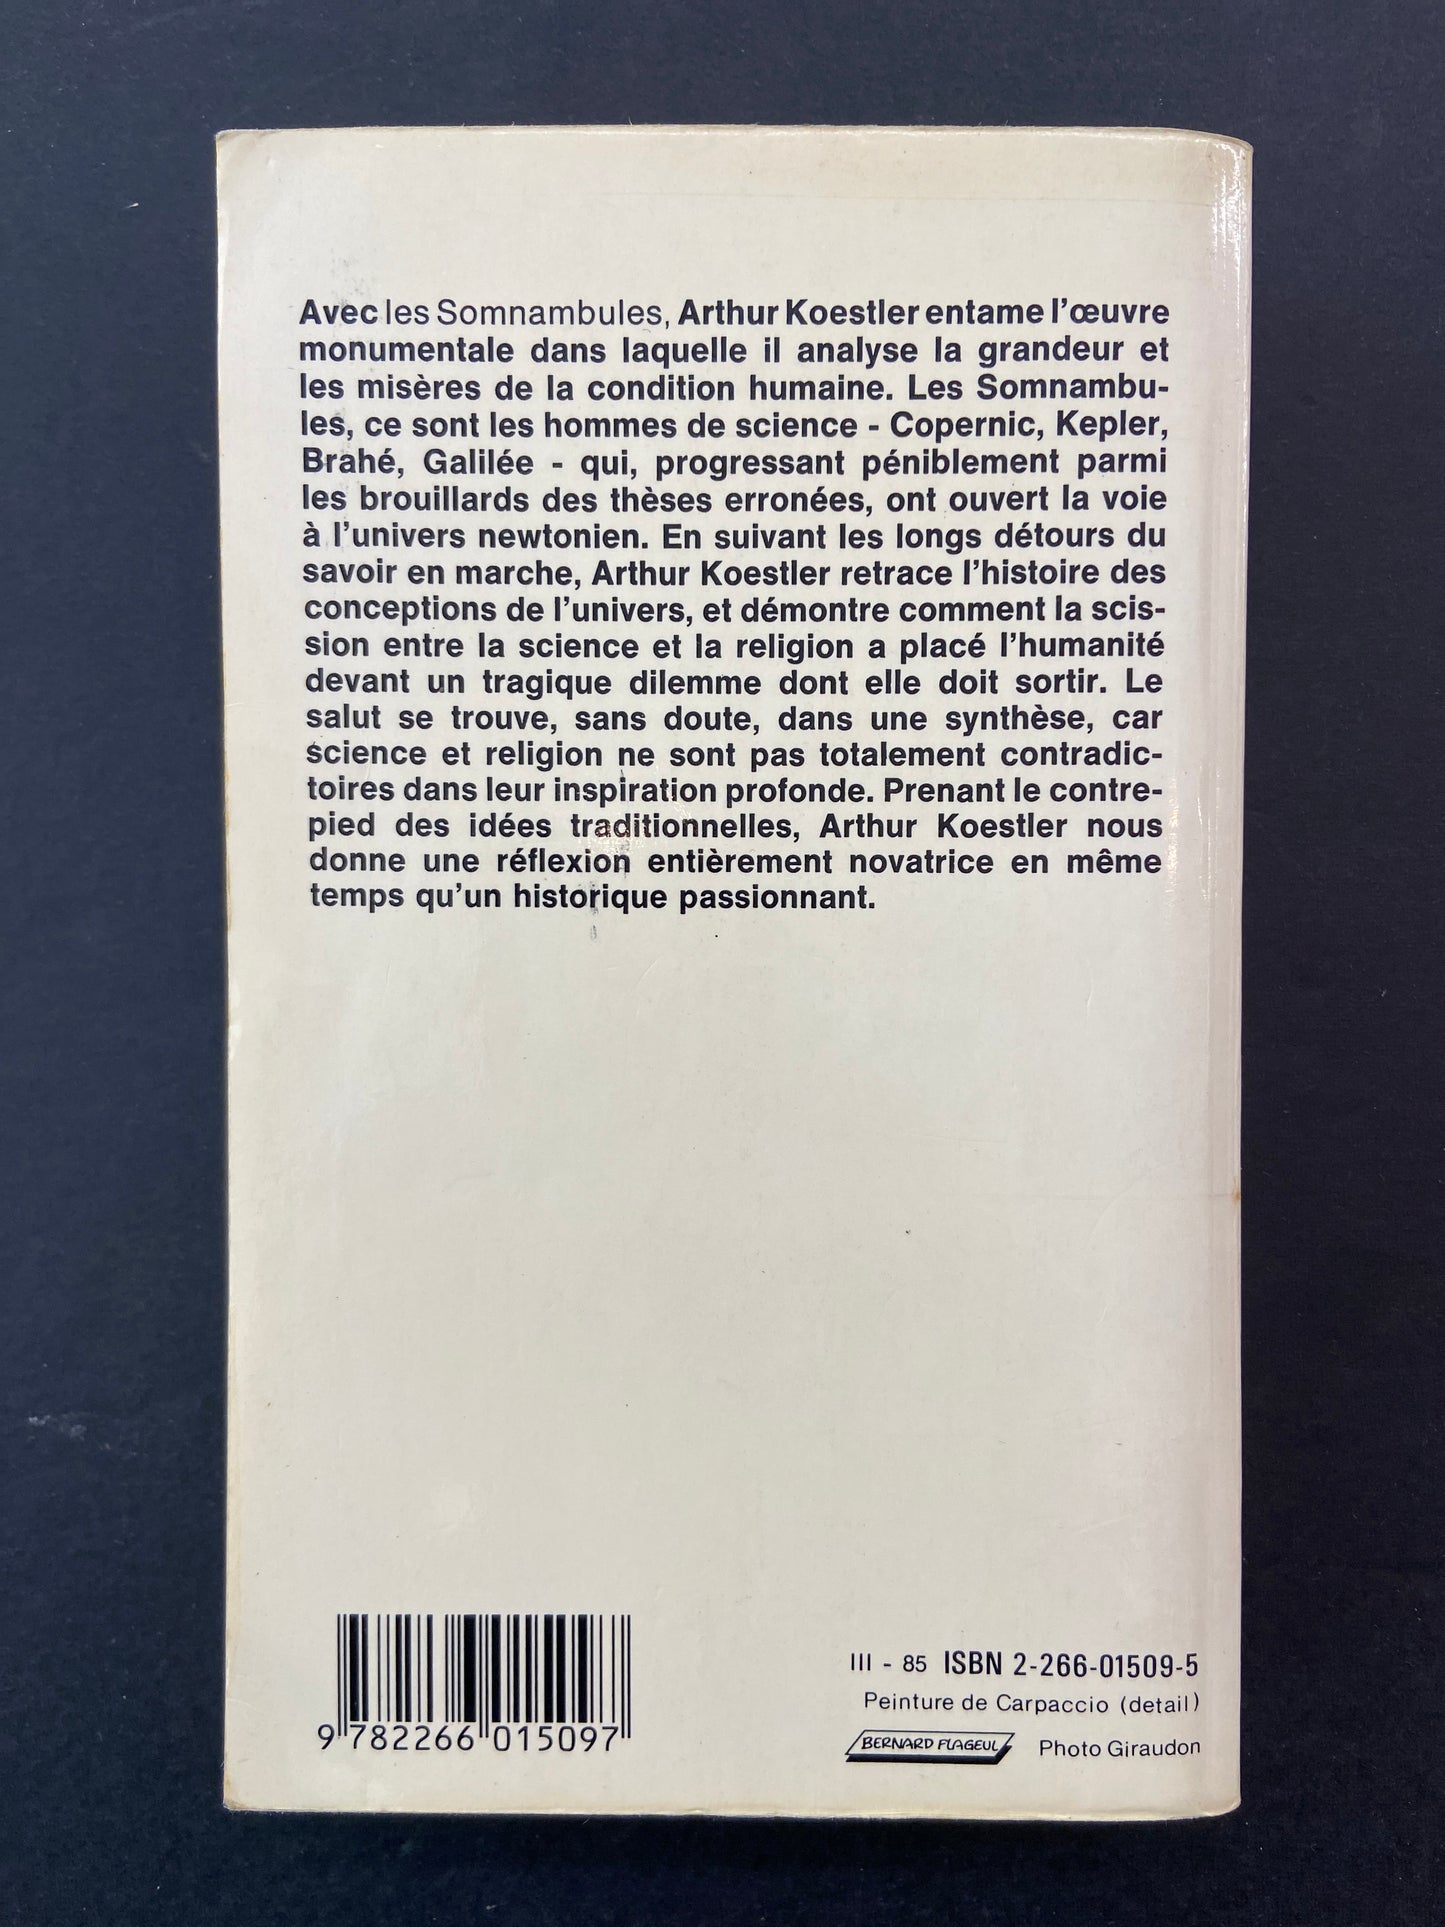 Avec les Somnambules, Arthur Koestler entame l'œuvre
monumentale dans laquelle il analyse la grandeur et
les misères de la condition humaine. Les Somnambu-
les, ce sont les hommes de science - Copernic, Kepler,
Brahé, Galilée - qui, progressant péniblement parmi
les brouillards des thèses erronées, ont ouvert la voie
à l'univers newtonien. En suivant les longs détours du
savoir en marche, Arthur Koestler retrace l'histoire des
conceptions de l'univers, et démontre comment la scis-
sion entre la science et la religion a placé l'humanité
devant un tragique dilemme dont elle doit sortir. Le
salut se trouve, sans doute, dans une synthèse, car
science et religion ne sont pas totalement contradic-
toires dans leur inspiration profonde. Prenant le contre-
pied des idées traditionnelles, Arthur Koestler nous
donne une réflexion entièrement novatrice en même
temps qu'un historique passionnant.
9 782266 015097
III - 85 ISBN 2-266-01509-5
Peinture de Carpaccio (detail)
BERNARD FLAGEUL Photo Giraudon